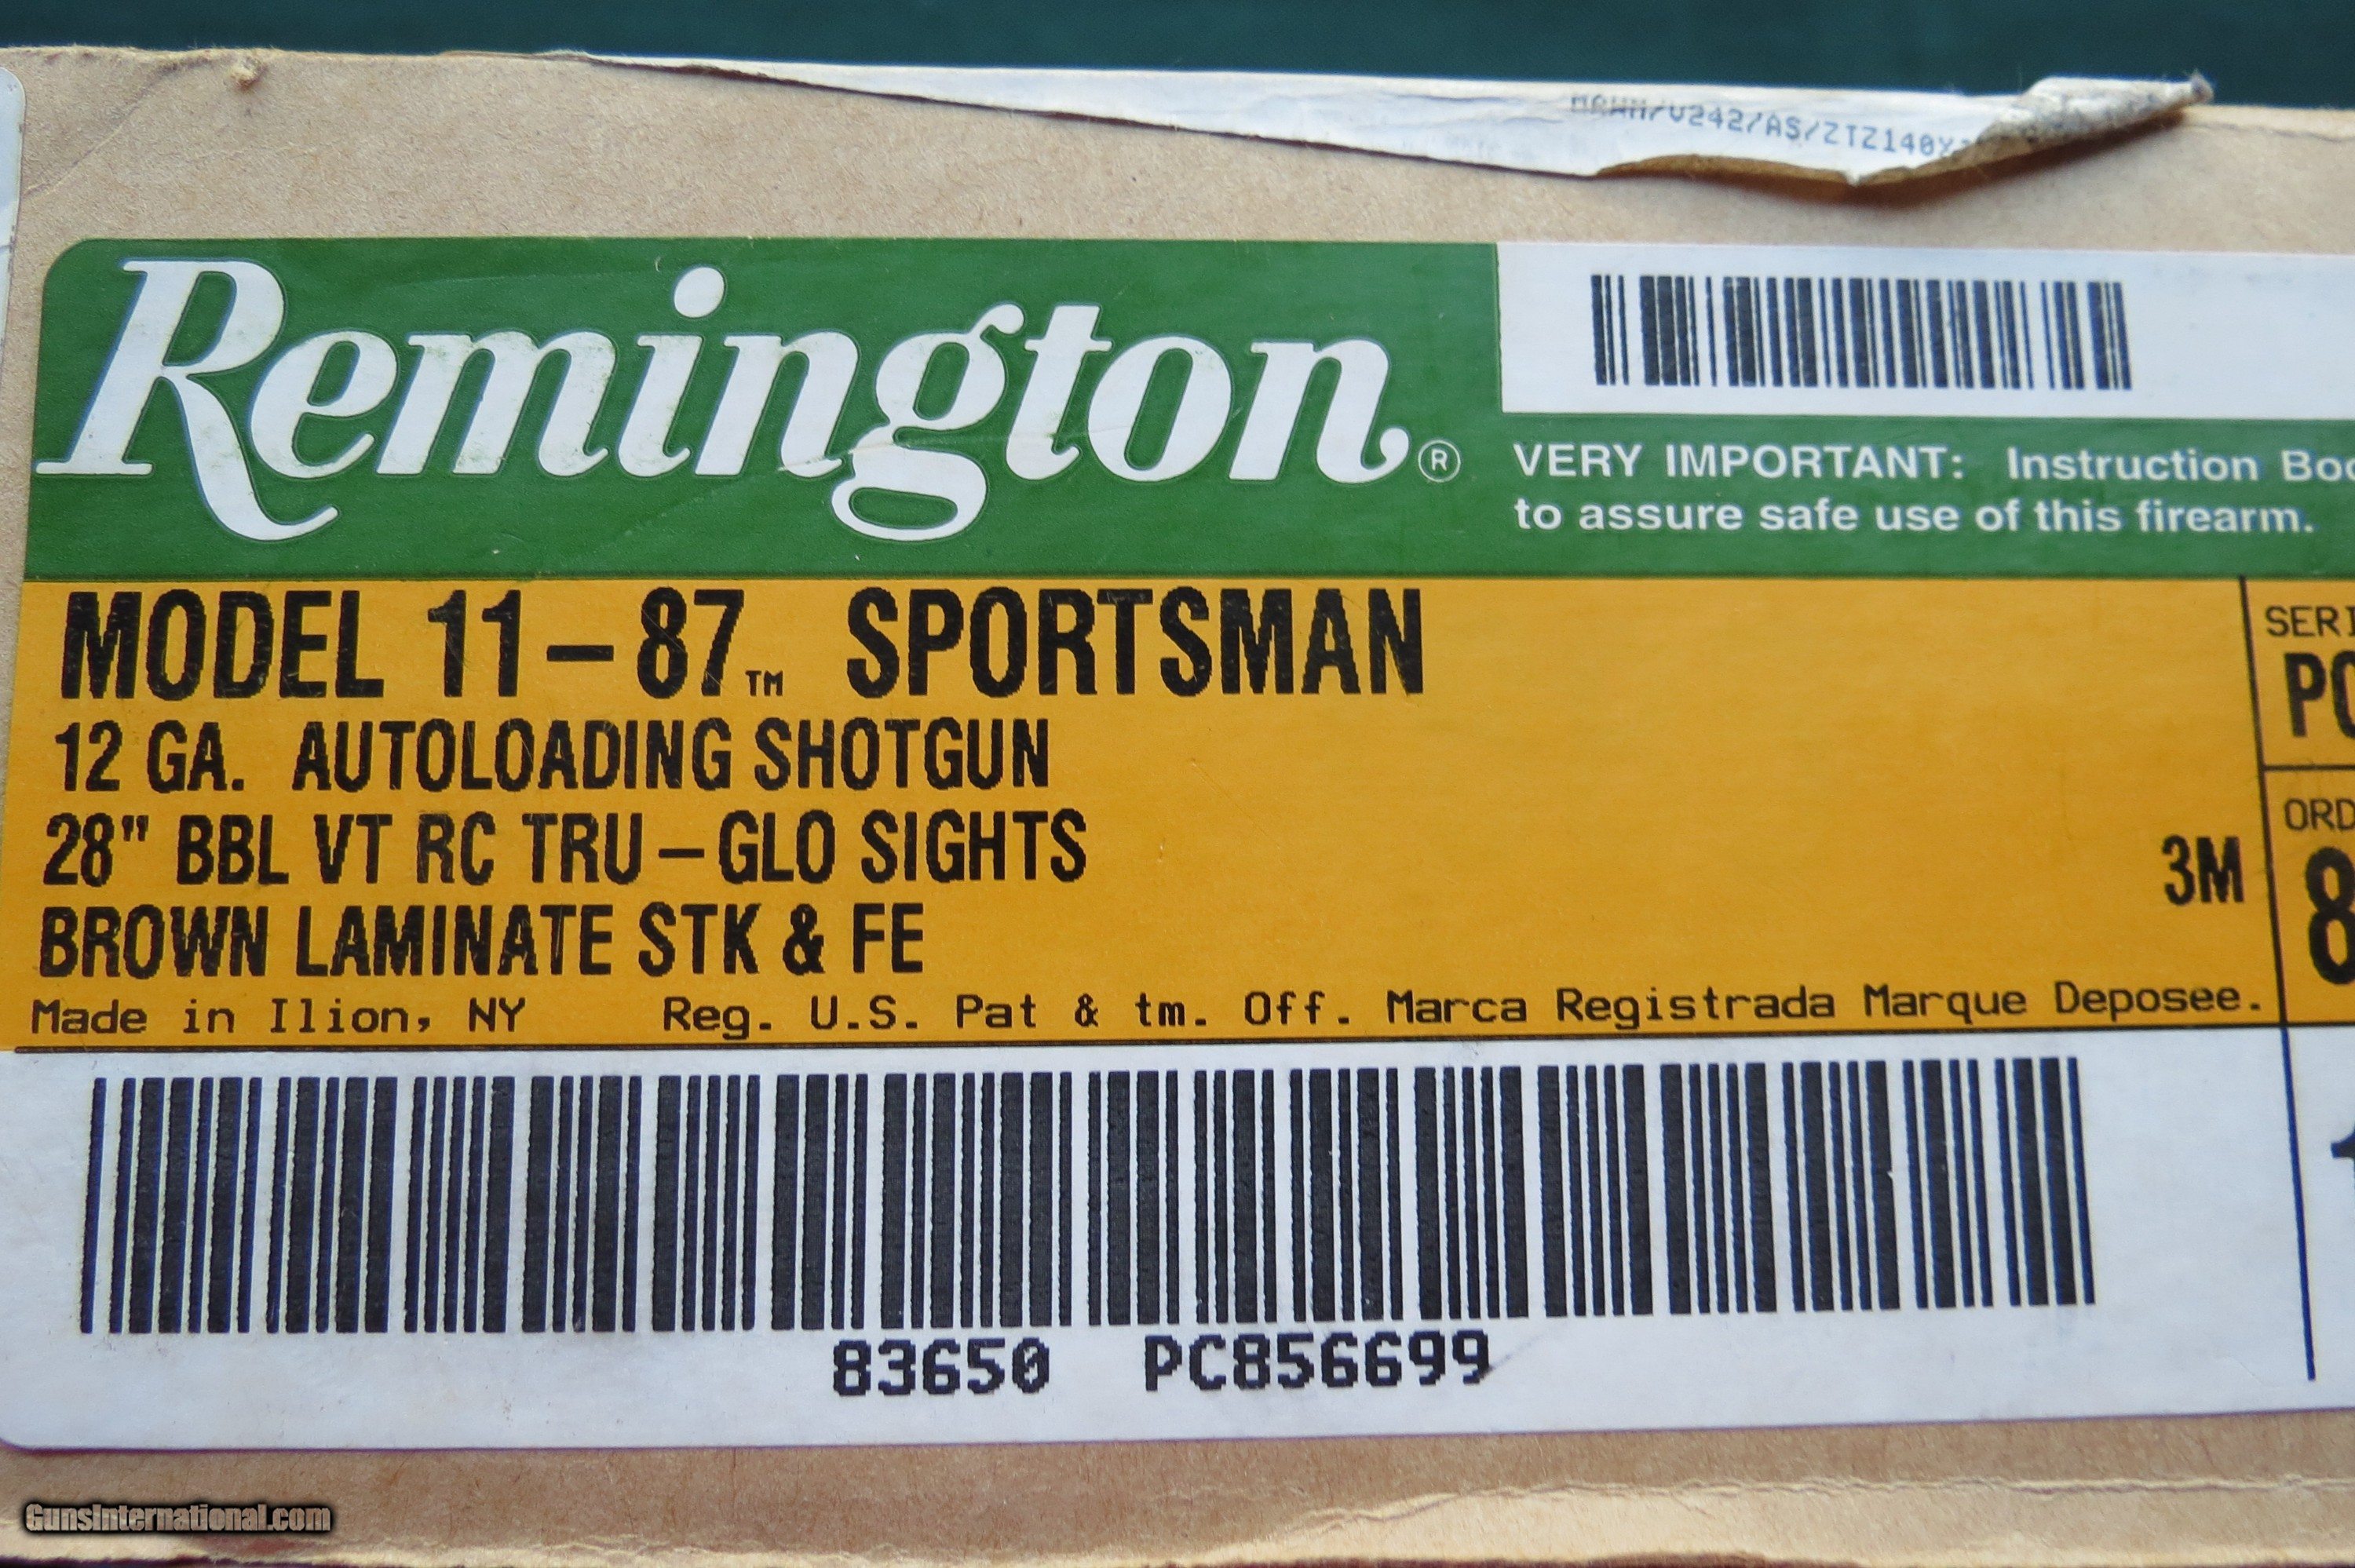 Remington®
VERY IMPORTANT: Instruction
to assure safe use of this firearm.
MODEL 11-87™ SPORTSMAN
12 GA. AUTOLOADING SHOTGUN
28" BBL VT RC TRU-GLO SIGHTS
3M
BROWN LAMINATE STK & FE
Made in Ilion, NY Reg. U.S. Pat & tm. Off. Marca Registrada Marque Deposee.
83650 PC856699
GunsInternational.com